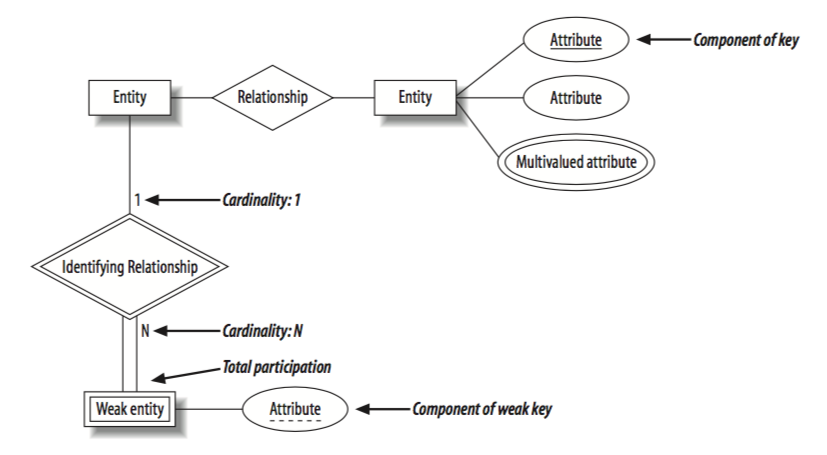 Attribute
Component of key
Entity
Relationship
Entity
Attribute
Multivalued attribute
1
Cardinality: 1
Identifying Relationship
N
Cardinality: N
Total participation
Weak entity
Attribute
Component of weak key